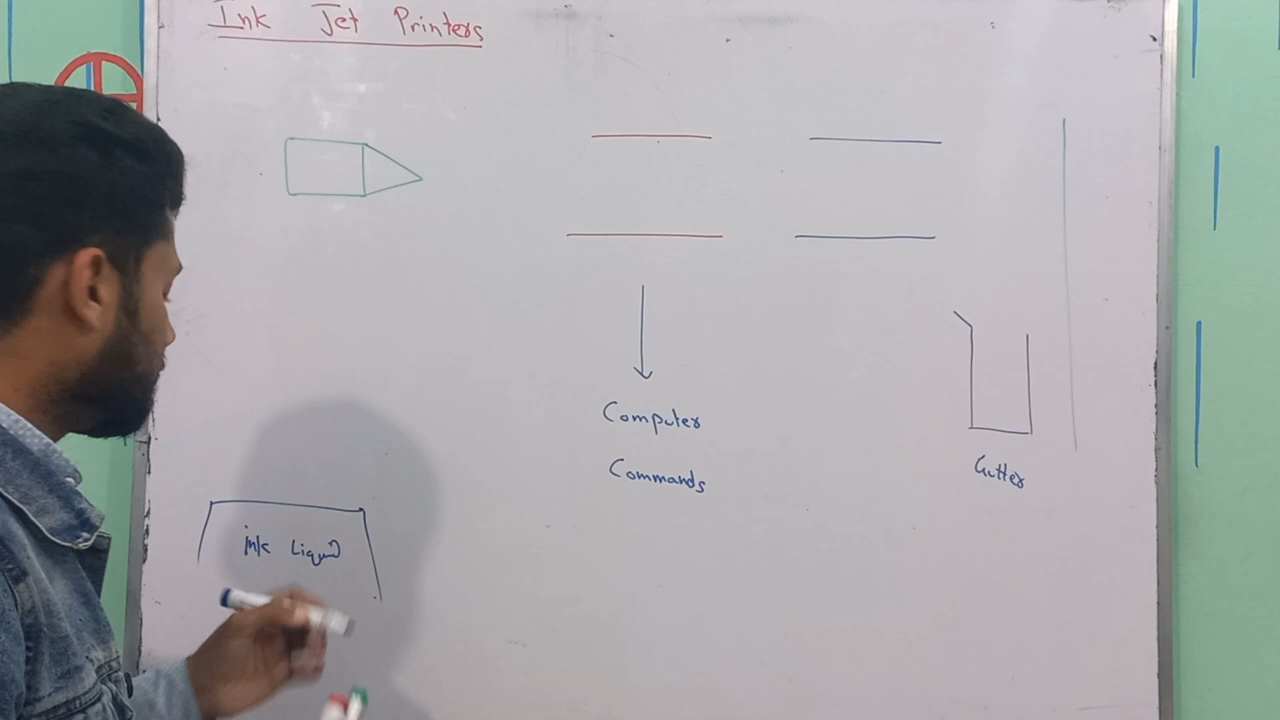 Ink Jet Printers
Computer
Commands
Gutter
ink Liquid